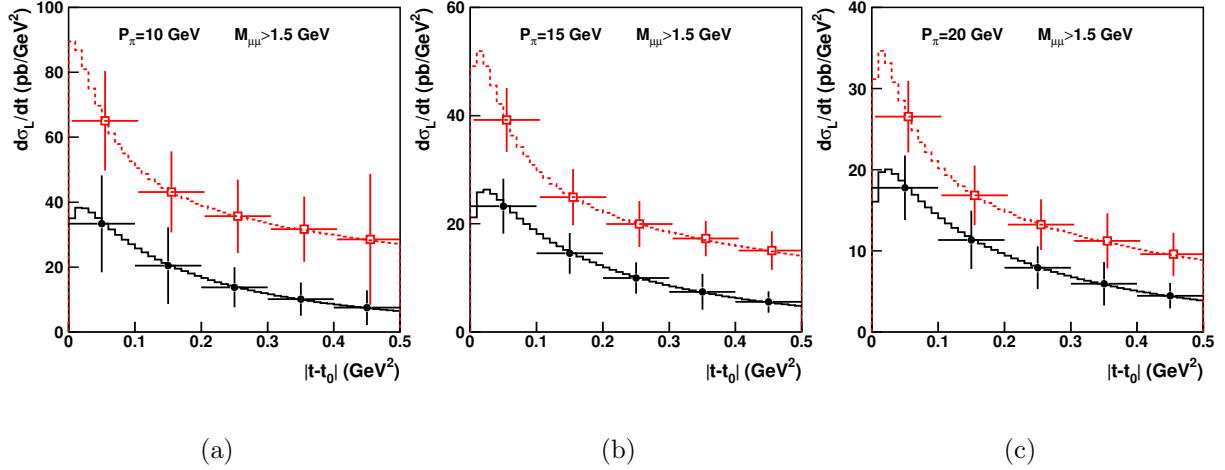 dσL/dt (pb/GeV²)
Pπ=10 GeV Mμμ>1.5 GeV
100
80
60
40
20
0
0 0.1 0.2 0.3 0.4 0.5
|t-t0| (GeV²)
(a)
dσL/dt (pb/GeV²)
Pπ=15 GeV Mμμ>1.5 GeV
60
40
20
0
0 0.1 0.2 0.3 0.4 0.5
|t-t0| (GeV²)
(b)
dσL/dt (pb/GeV²)
Pπ=20 GeV Mμμ>1.5 GeV
40
30
20
10
0
0 0.1 0.2 0.3 0.4 0.5
|t-t0| (GeV²)
(c)